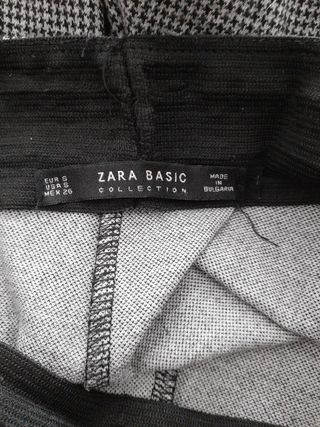 EUR S
USA S
MEX 26
ZARA BASIC
COLLECTION
MADE
IN
BULGARIA